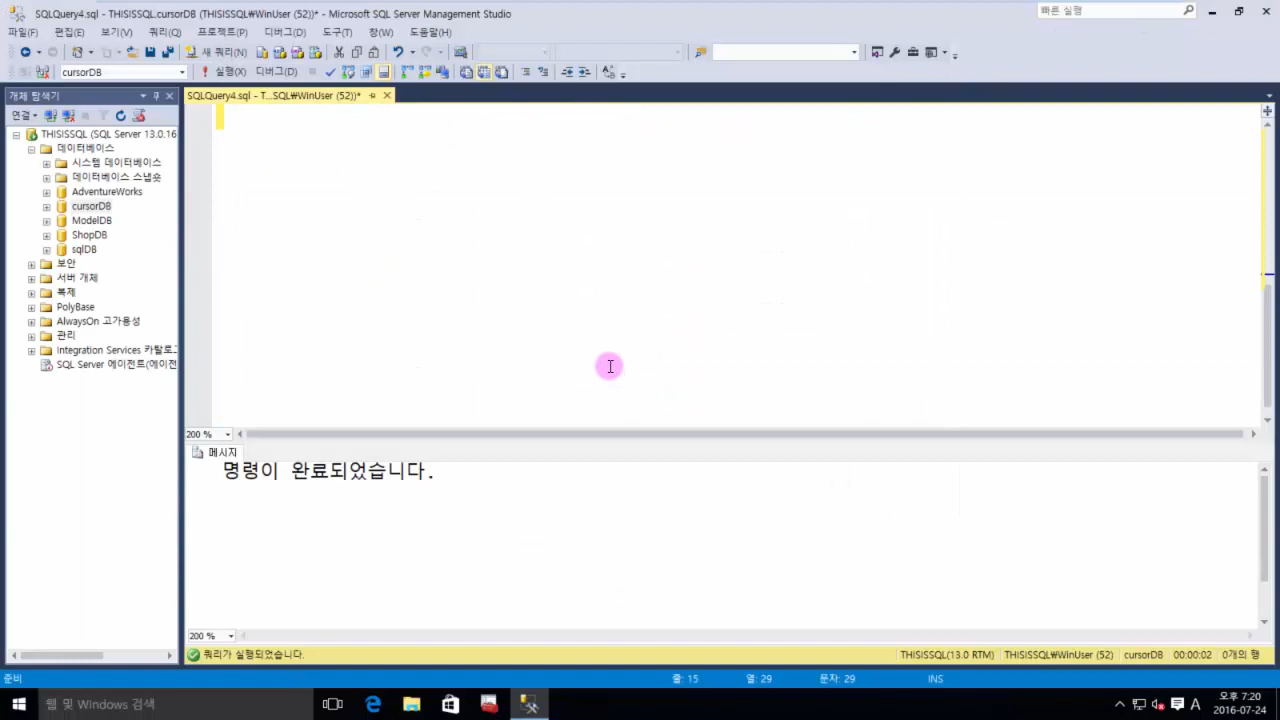 SQLQuery4.sql - THISISSQL.cursorDB (THISISSQL₩WinUser (52))* - Microsoft SQL Server Management Studio
빠른 실행
파일(F) 편집(E) 보기(V) 쿼리(Q) 프로젝트(P) 디버그(D) 도구(T) 창(W) 도움말(H)
새 쿼리(N)
cursorDB
실행(X) 디버그(D)
개체 탐색기
SQLQuery4.sql - T...SQL₩WinUser (52))*
연결
THISISSQL (SQL Server 13.0.16
데이터베이스
시스템 데이터베이스
데이터베이스 스냅숏
AdventureWorks
cursorDB
ModelDB
ShopDB
sqlDB
보안
서버 개체
복제
PolyBase
AlwaysOn 고가용성
관리
Integration Services 카탈로그
SQL Server 에이전트(에이전
200 %
메시지
명령이 완료되었습니다.
200 %
쿼리가 실행되었습니다.
THISISSQL(13.0 RTM) THISISSQL₩WinUser (52) cursorDB 00:00:02 0개의 행
준비
줄: 15
열: 29
문자: 29
INS
웹 및 Windows 검색
A
오후 7:20
2016-07-24